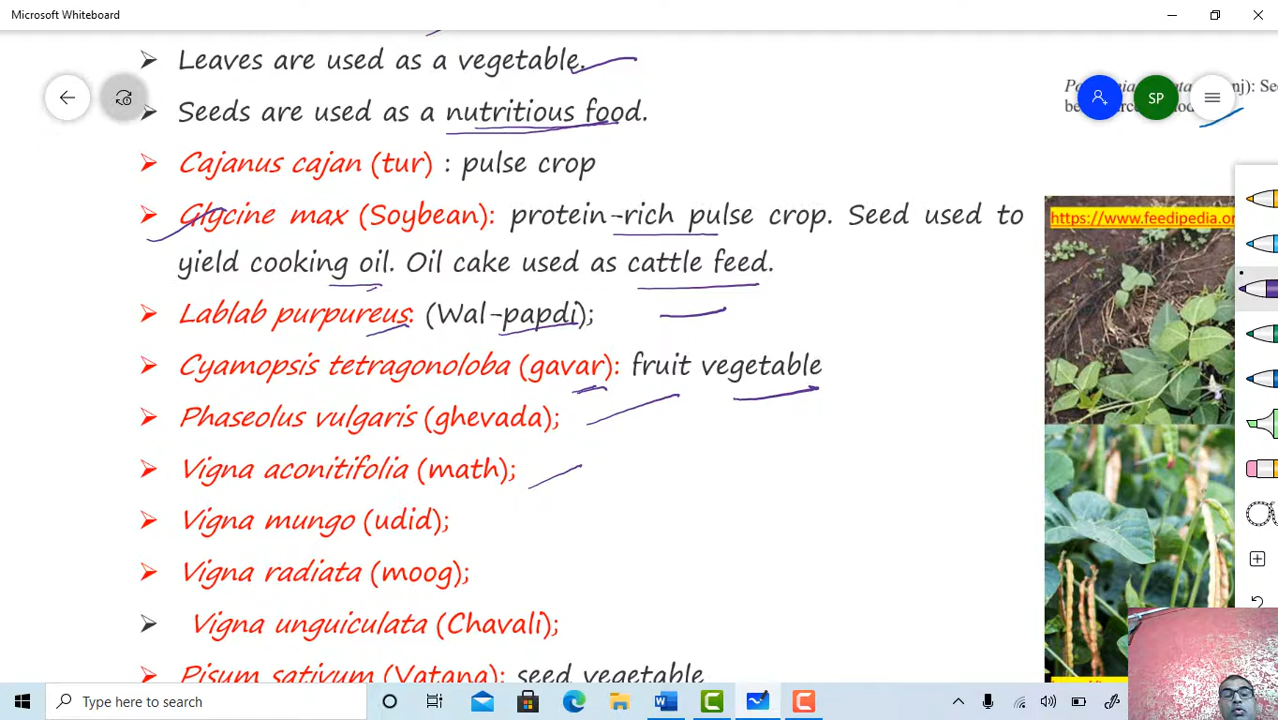 Microsoft Whiteboard
Leaves are used as a vegetable.
SP
Seeds are used as a nutritious food.
Cajanus cajan (tur) : pulse crop
Glycine max (Soybean): protein-rich pulse crop. Seed used to
yield cooking oil. Oil cake used as cattle feed.
Lablab purpureus: (Wal-papdi);
Cyamopsis tetragonoloba (gavar): fruit vegetable
Phaseolus vulgaris (ghevada);
Vigna aconitifolia (math);
Vigna mungo (udid);
Vigna radiata (moog);
Vigna unguiculata (Chavali);
Pisum sativum (Vatana): seed vegetable
https://www.feedipedia.or
Type here to search